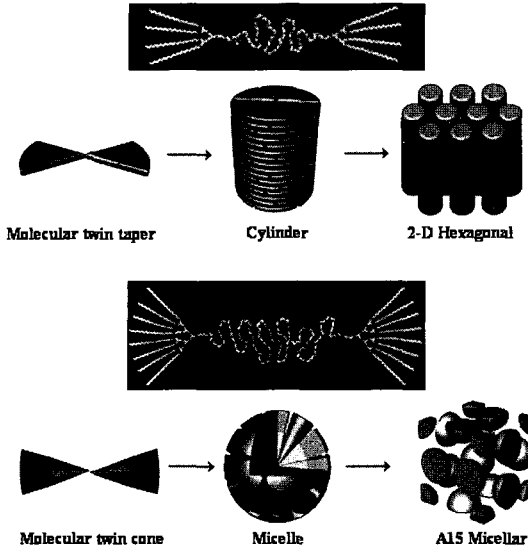 Molecular twin taper
Cylinder
2-D Hexagonal
Molecular twin cone
Micelle
A15 Micellar